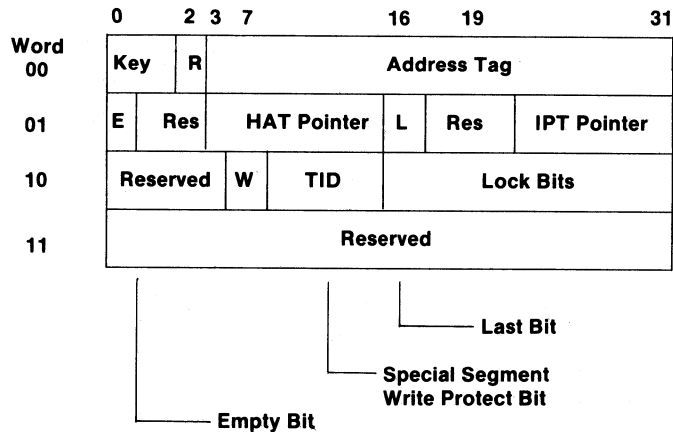 0 2 3 7 16 19 31
Word
00 Key R Address Tag
01 E Res HAT Pointer L Res IPT Pointer
10 Reserved W TID Lock Bits
11 Reserved
Last Bit
Special Segment
Write Protect Bit
Empty Bit